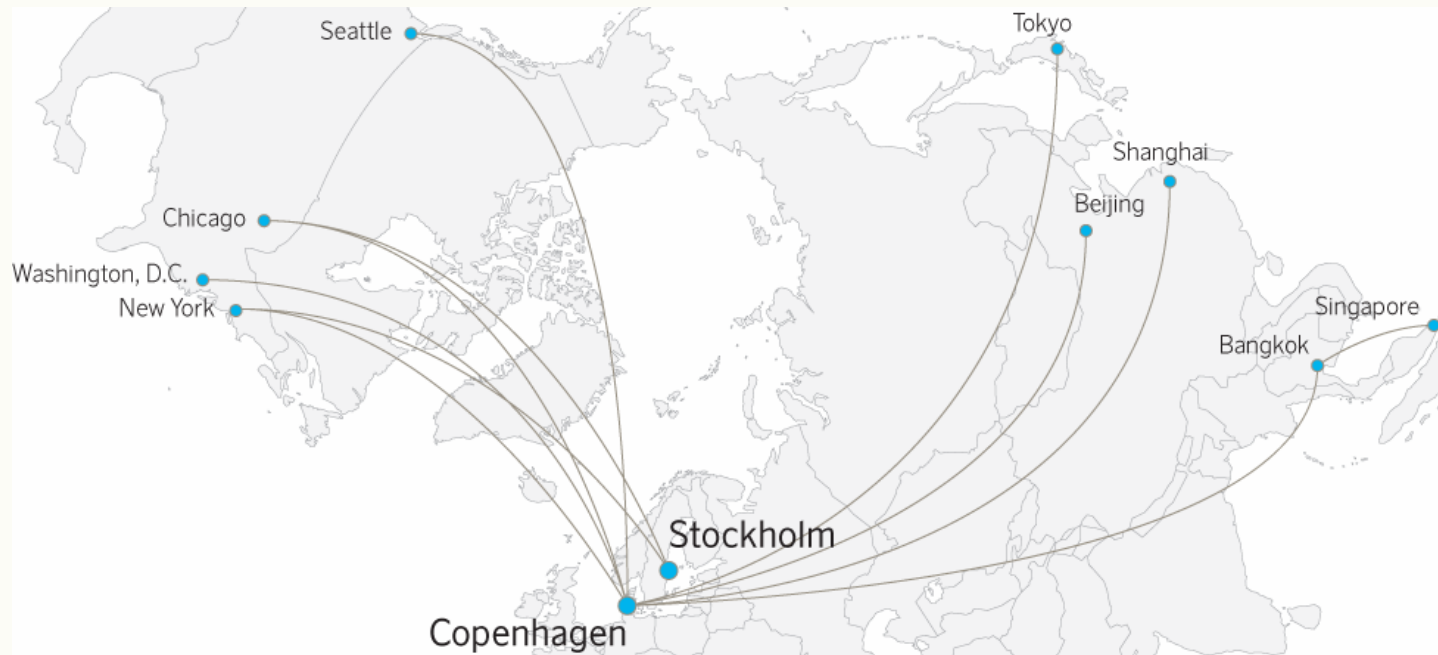 Tokyo
Seattle
Shanghai
Beijing
Chicago
Washington, D.C.
New York
Singapore
Bangkok
Stockholm
Copenhagen